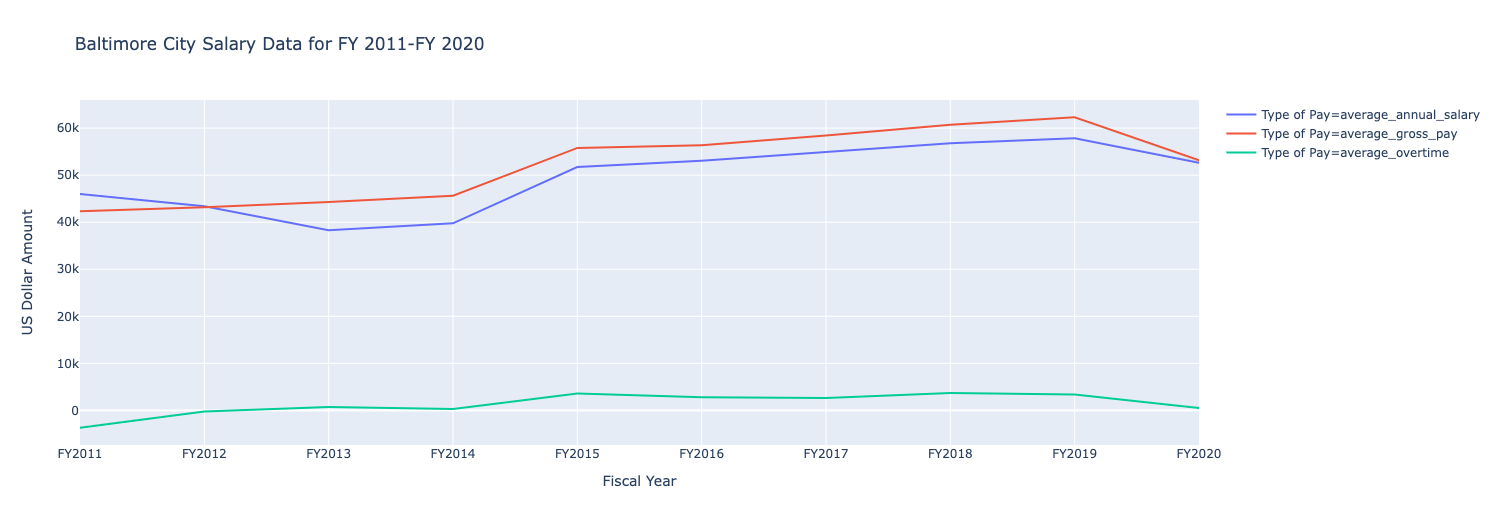 Baltimore City Salary Data for FY 2011-FY 2020
Type of Pay=average_annual_salary
Type of Pay=average_gross_pay
Type of Pay=average_overtime
US Dollar Amount
60k
50k
40k
30k
20k
10k
0
FY2011 FY2012 FY2013 FY2014 FY2015 FY2016 FY2017 FY2018 FY2019 FY2020
Fiscal Year